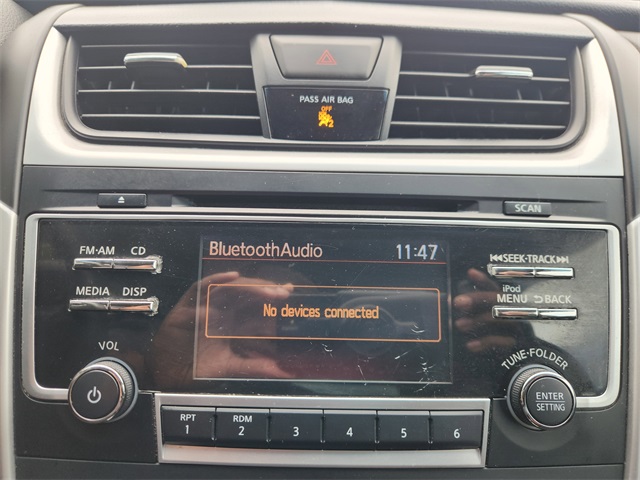 PASS AIR BAG
OFF
2
SCAN
FM·AM CD
BluetoothAudio 11:47
⏮SEEK·TRACK⏭
MEDIA DISP
No devices connected
iPod
MENU ⮌BACK
VOL
TUNE·FOLDER
ENTER
SETTING
RPT RDM
1 2 3 4 5 6